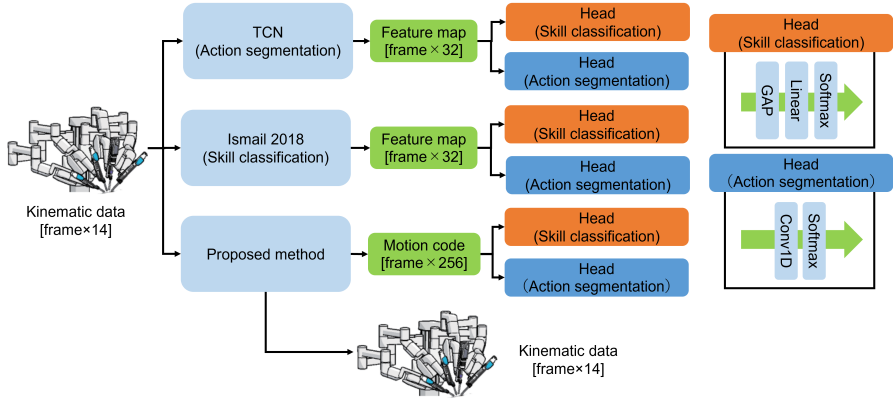 TCN
(Action segmentation)
Feature map
[frame×32]
Head
(Skill classification)
Head
(Action segmentation)
Ismail 2018
(Skill classification)
Feature map
[frame×32]
Head
(Skill classification)
Head
(Action segmentation)
Kinematic data
[frame×14]
Proposed method
Motion code
[frame×256]
Head
(Skill classification)
Head
（Action segmentation）
Kinematic data
[frame×14]
Head
(Skill classification)
GAP
Linear
Softmax
Head
（Action segmentation）
Conv1D
Softmax